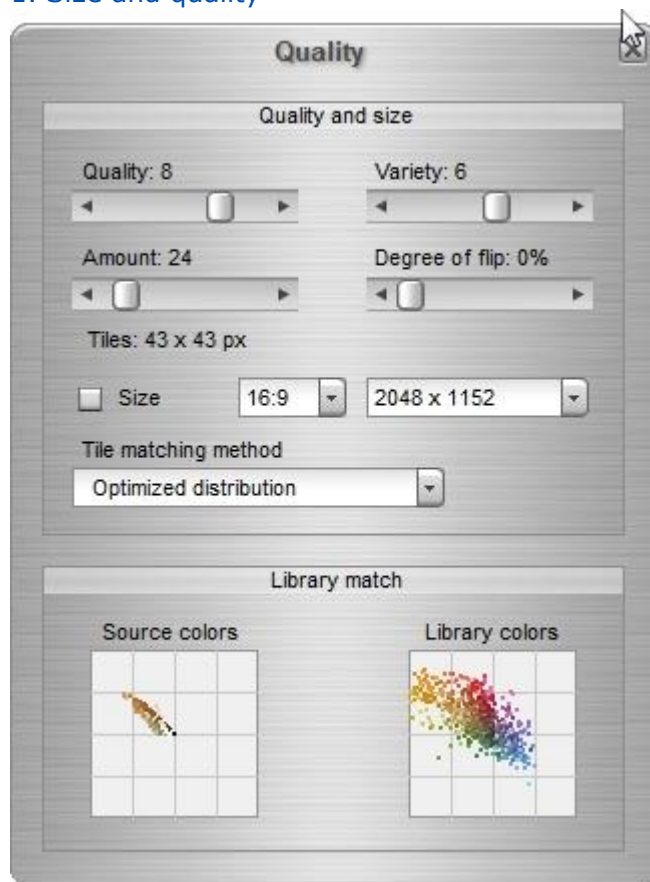 1. Size and quality
Quality
Quality and size
Quality: 8
Variety: 6
Amount: 24
Degree of flip: 0%
Tiles: 43 x 43 px
Size
16:9
2048 x 1152
Tile matching method
Optimized distribution
Library match
Source colors
Library colors